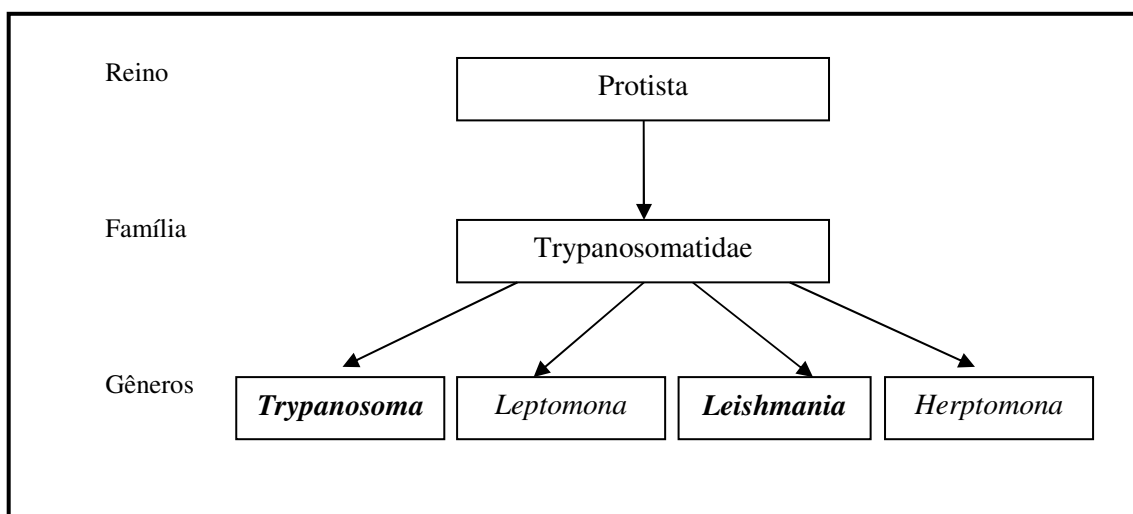 Reino
Protista
Família
Trypanosomatidae
Gêneros
Trypanosoma
Leptomona
Leishmania
Herptomona